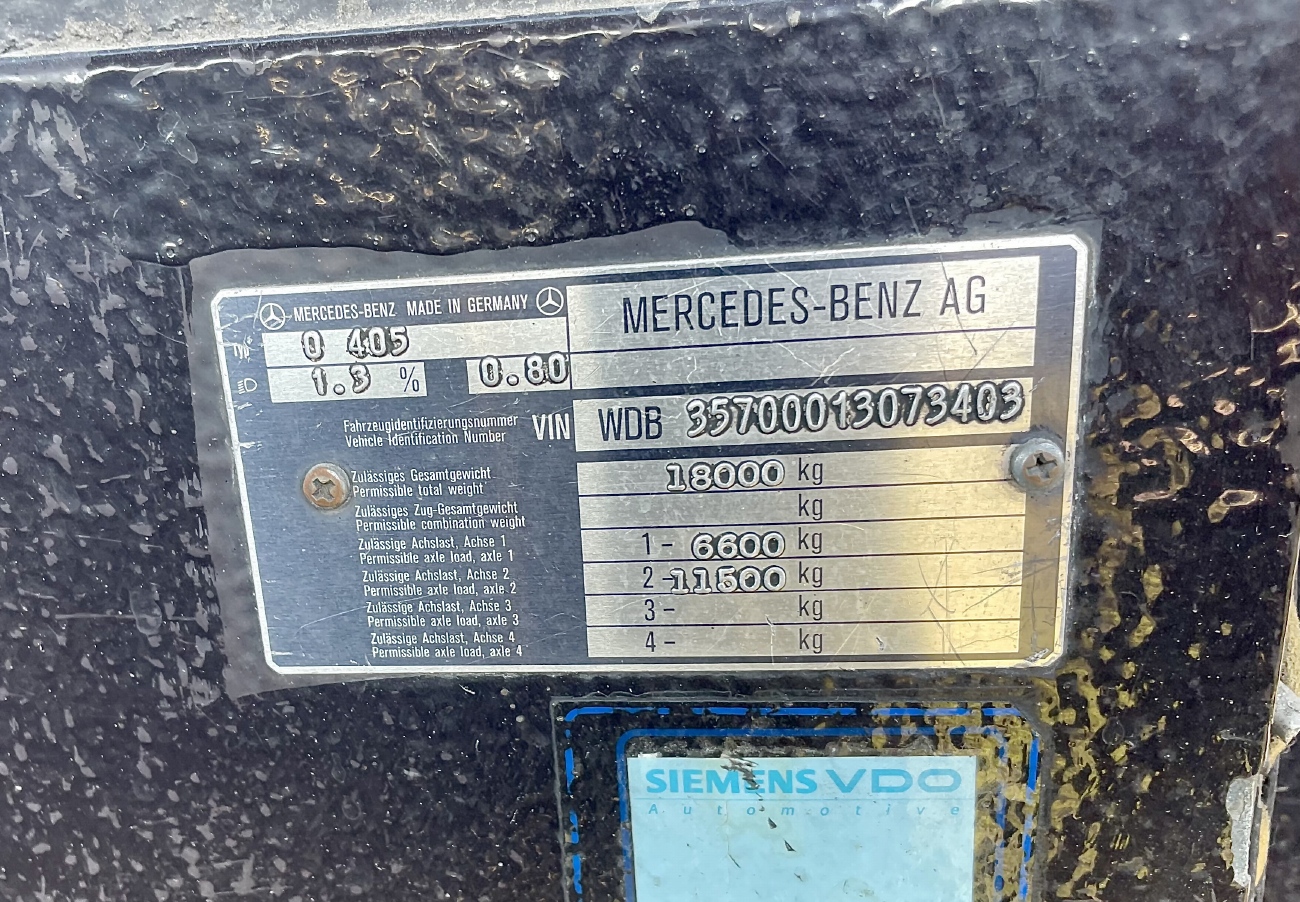 MERCEDES-BENZ MADE IN GERMANY
MERCEDES-BENZ AG
Typ O 405
1.3 % 0.80
Fahrzeugidentifizierungsnummer
Vehicle Identification Number
VIN WDB 35700013073403
Zulässiges Gesamtgewicht
Permissible total weight
18000 kg
Zulässiges Zug-Gesamtgewicht
Permissible combination weight
kg
Zulässige Achslast, Achse 1
Permissible axle load, axle 1
1 - 6600 kg
Zulässige Achslast, Achse 2
Permissible axle load, axle 2
2 - 11500 kg
Zulässige Achslast, Achse 3
Permissible axle load, axle 3
3 - kg
Zulässige Achslast, Achse 4
Permissible axle load, axle 4
4 - kg
SIEMENS VDO
Automotive